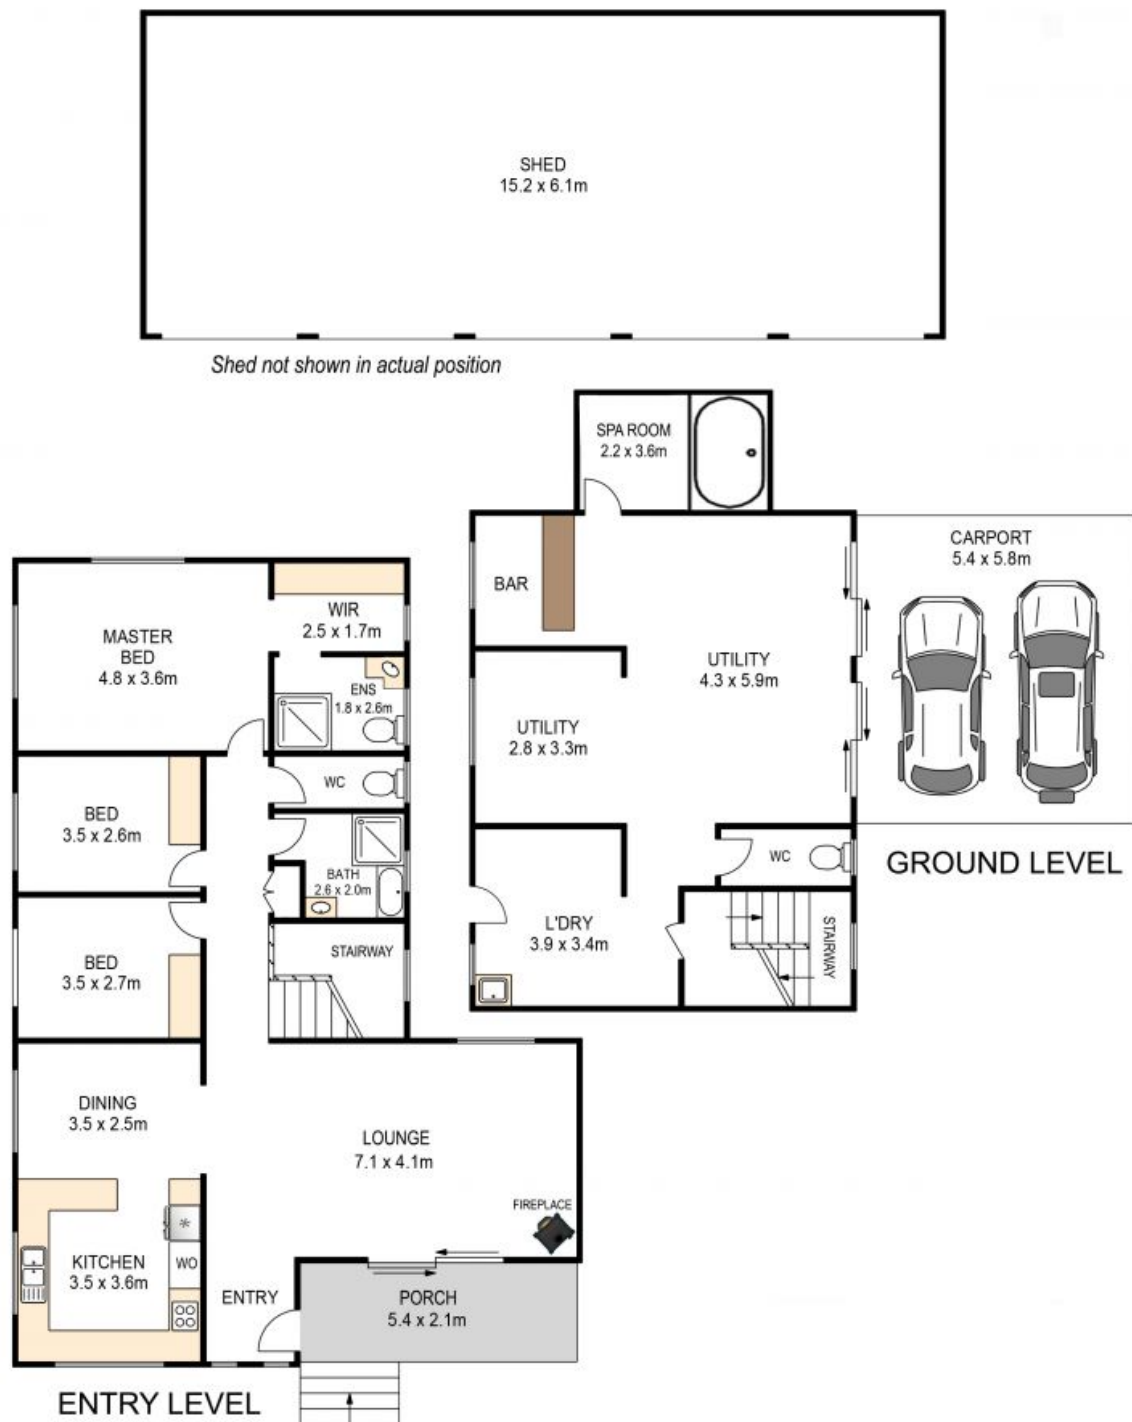 SHED
15.2 x 6.1m
Shed not shown in actual position
SPA ROOM
2.2 x 3.6m
CARPORT
5.4 x 5.8m
BAR
UTILITY
4.3 x 5.9m
UTILITY
2.8 x 3.3m
WC
GROUND LEVEL
L'DRY
3.9 x 3.4m
STAIRWAY
MASTER
BED
4.8 x 3.6m
WIR
2.5 x 1.7m
ENS
1.8 x 2.6m
WC
BED
3.5 x 2.6m
BATH
2.6 x 2.0m
BED
3.5 x 2.7m
STAIRWAY
DINING
3.5 x 2.5m
LOUNGE
7.1 x 4.1m
FIREPLACE
KITCHEN
3.5 x 3.6m
WO
ENTRY
PORCH
5.4 x 2.1m
ENTRY LEVEL